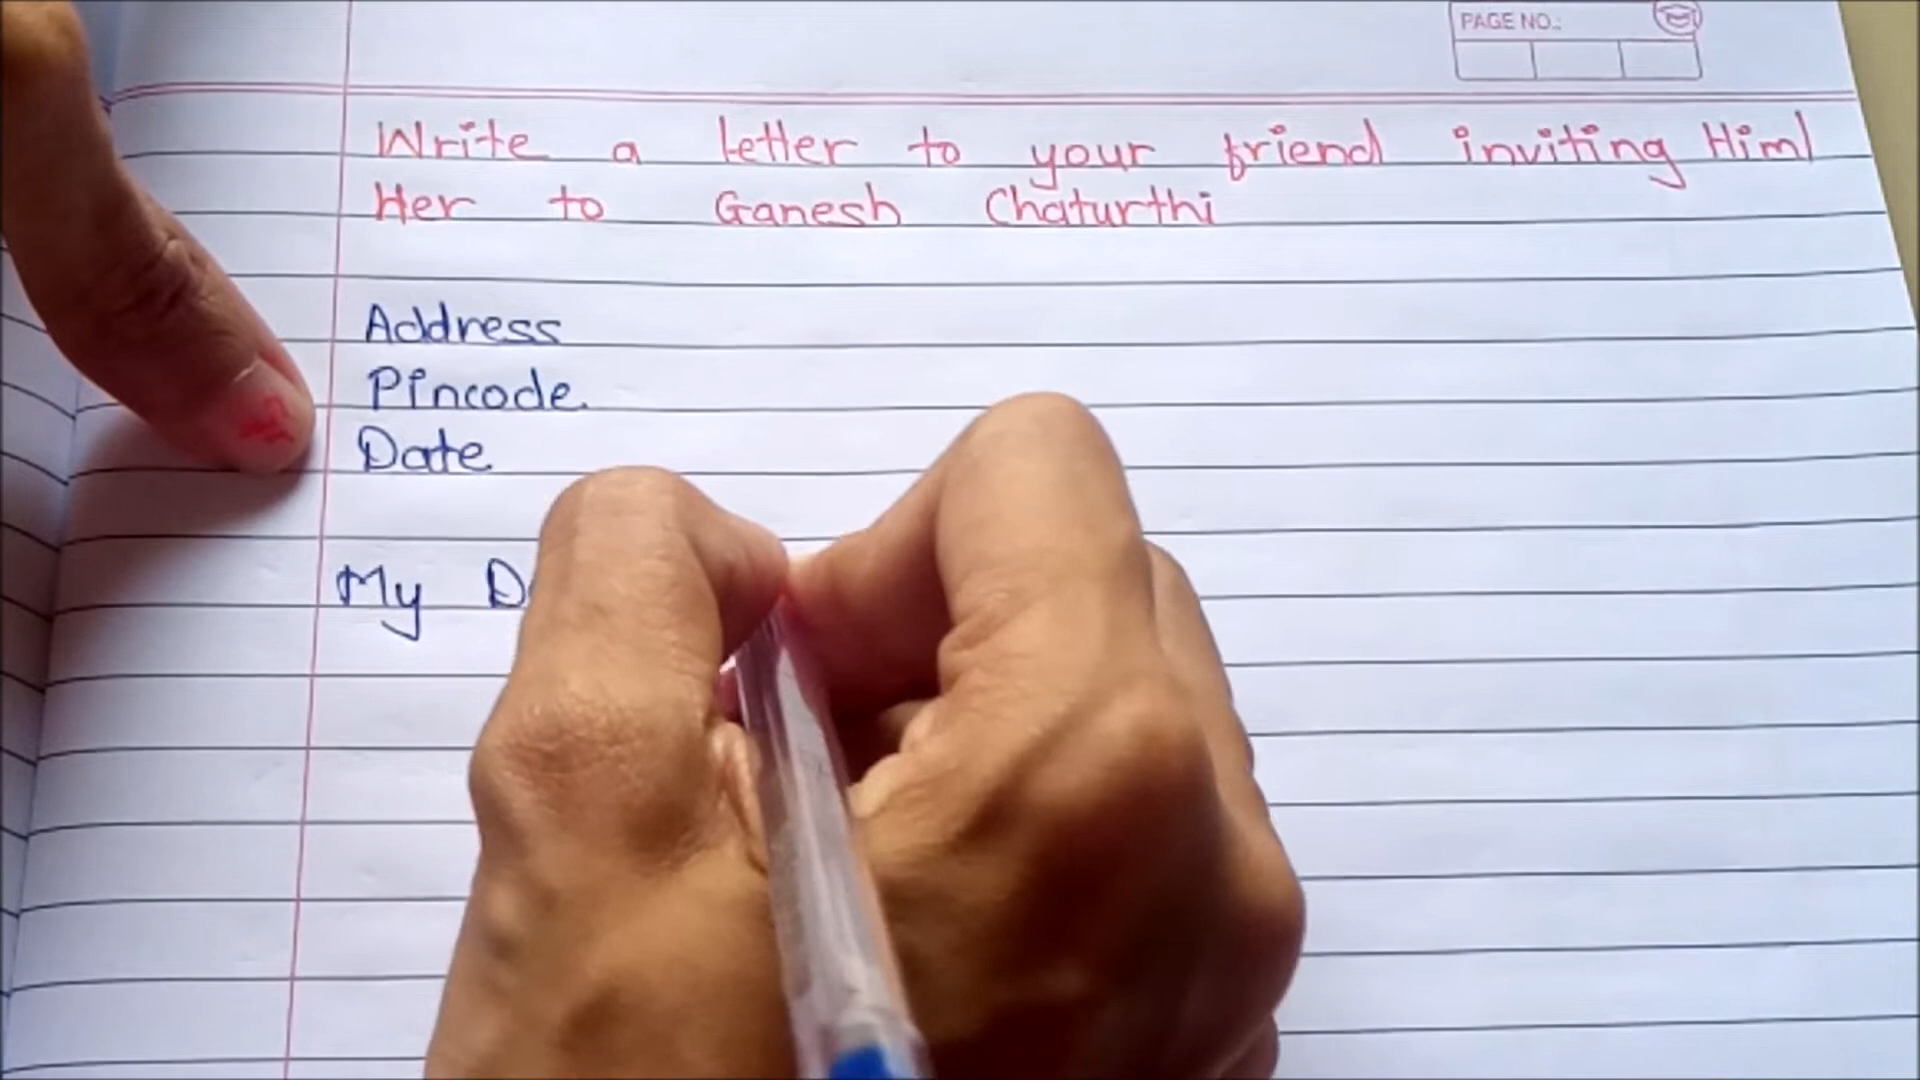 PAGE NO.:
Write a letter to your friend inviting Him/
Her to Ganesh Chaturthi
Address
Pincode
Date
My